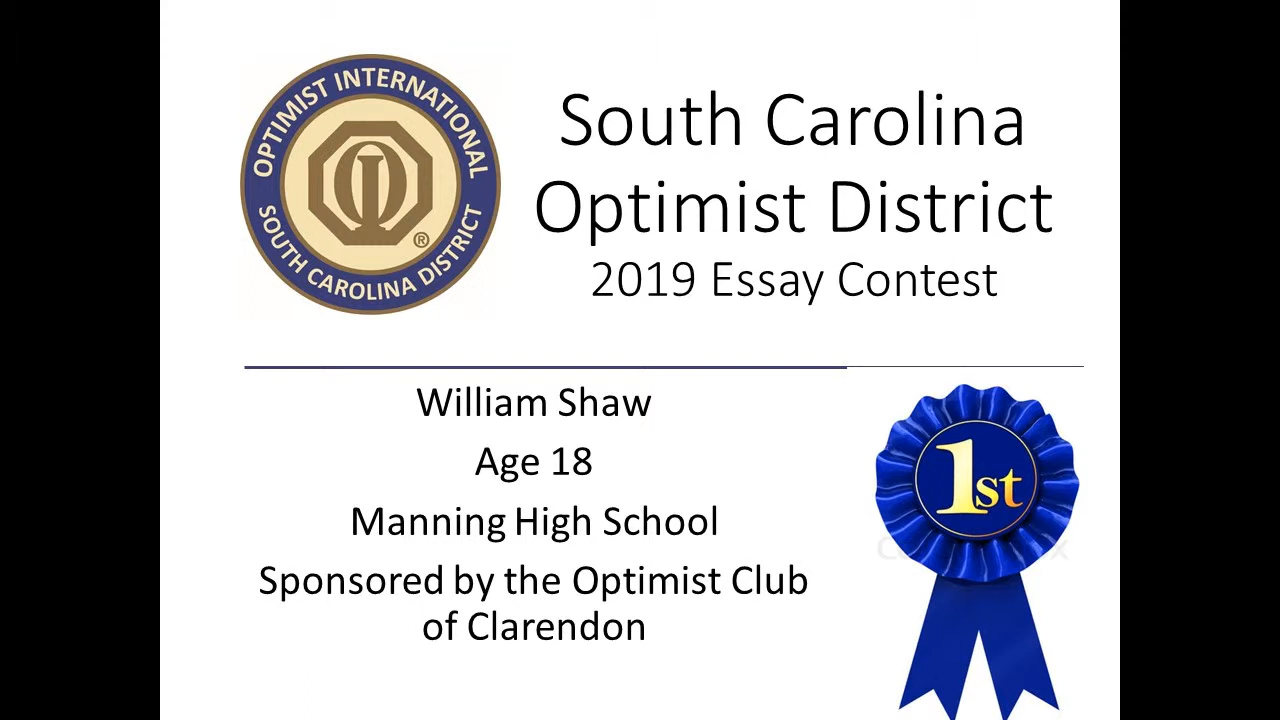 OPTIMIST INTERNATIONAL
SOUTH CAROLINA DISTRICT
®
South Carolina
Optimist District
2019 Essay Contest
William Shaw
Age 18
Manning High School
Sponsored by the Optimist Club
of Clarendon
1st